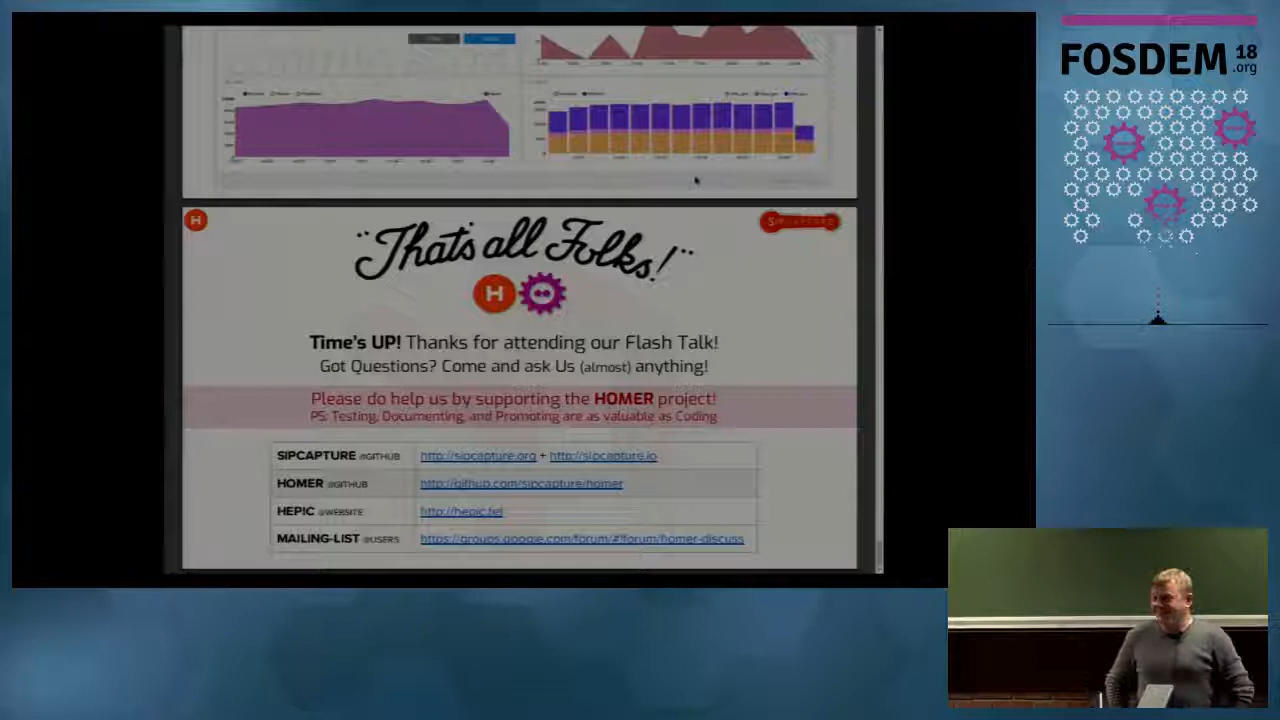 FOSDEM 18
.org
H
SIPCAPTURE
"That's all Folks!"
H
Time's UP! Thanks for attending our Flash Talk!
Got Questions? Come and ask Us (almost) anything!
Please do help us by supporting the HOMER project!
PS: Testing, Documenting, and Promoting are as valuable as Coding
SIPCAPTURE @GITHUB http://sipcapture.org + http://sipcapture.io
HOMER @GITHUB http://github.com/sipcapture/homer
HEPIC @WEBSITE http://hepic.tel
MAILING-LIST @USERS https://groups.google.com/forum/#!forum/homer-discuss